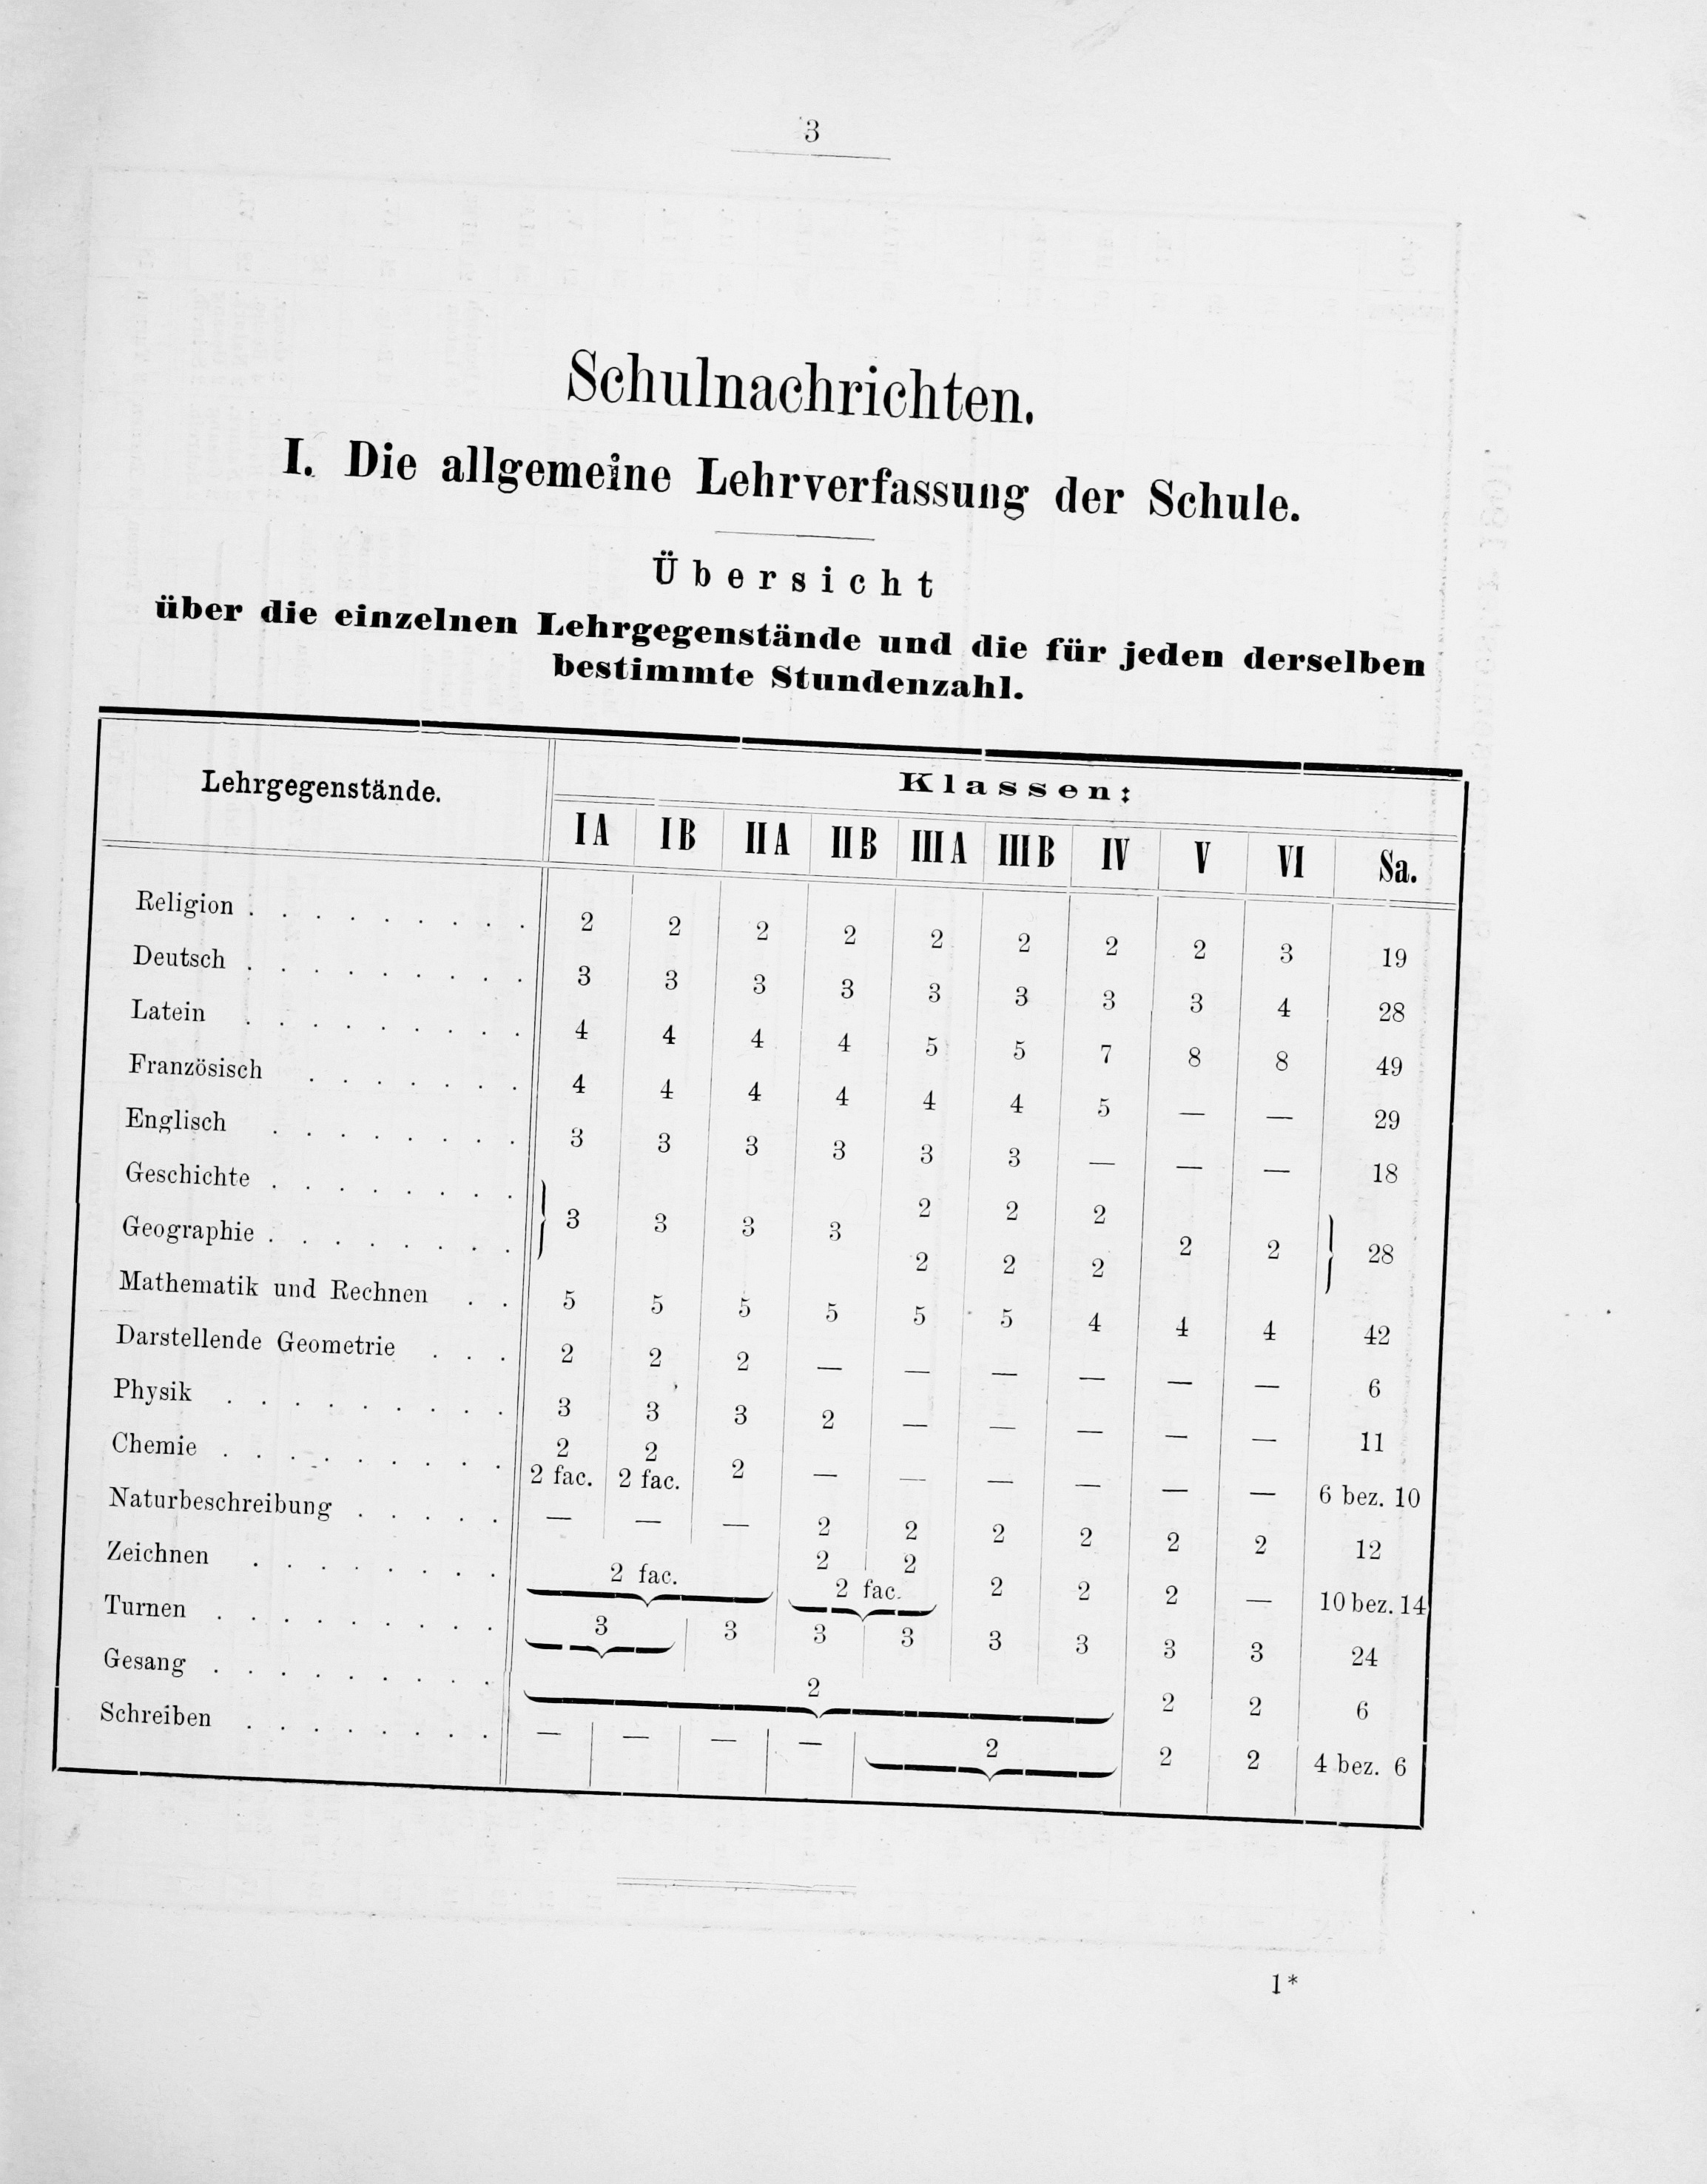 3
Schulnachrichten.
I. Die allgemeine Lehrverfassung der Schule.
Übersicht
über die einzelnen Lehrgegenstände und die für jeden derselben
bestimmte Stundenzahl.
Lehrgegenstände. Klassen:
IA IB IIA IIB IIIA IIIB IV V VI Sa.
Religion . . . . . . . . . 2 2 2 2 2 2 2 2 3 19
Deutsch . . . . . . . . . 3 3 3 3 3 3 3 3 4 28
Latein . . . . . . . . . 4 4 4 4 5 5 7 8 8 49
Französisch . . . . . . . 4 4 4 4 4 4 5 — — 29
Englisch . . . . . . . . 3 3 3 3 3 3 — — — 18
Geschichte . . . . . . . . } 3 3 3 3 2 2 2 2 2 } 28
Geographie . . . . . . . . 2 2 2
Mathematik und Rechnen . . 5 5 5 5 5 5 4 4 4 42
Darstellende Geometrie . . . 2 2 2 — — — — — — 6
Physik . . . . . . . . . 3 3 3 2 — — — — — 11
Chemie . . . . . . . . . 2 2 2 — — — — — — 6 bez. 10
2 fac. 2 fac.
Naturbeschreibung . . . . . — — — 2 2 2 2 2 2 12
Zeichnen . . . . . . . . 2 fac. 2 2 2 2 2 — 10 bez. 14
2 fac.
Turnen . . . . . . . . . 3 3 3 3 3 3 3 3 24
Gesang . . . . . . . . . 2 2 2 6
Schreiben . . . . . . . . — — — — 2 2 2 4 bez. 6
1*